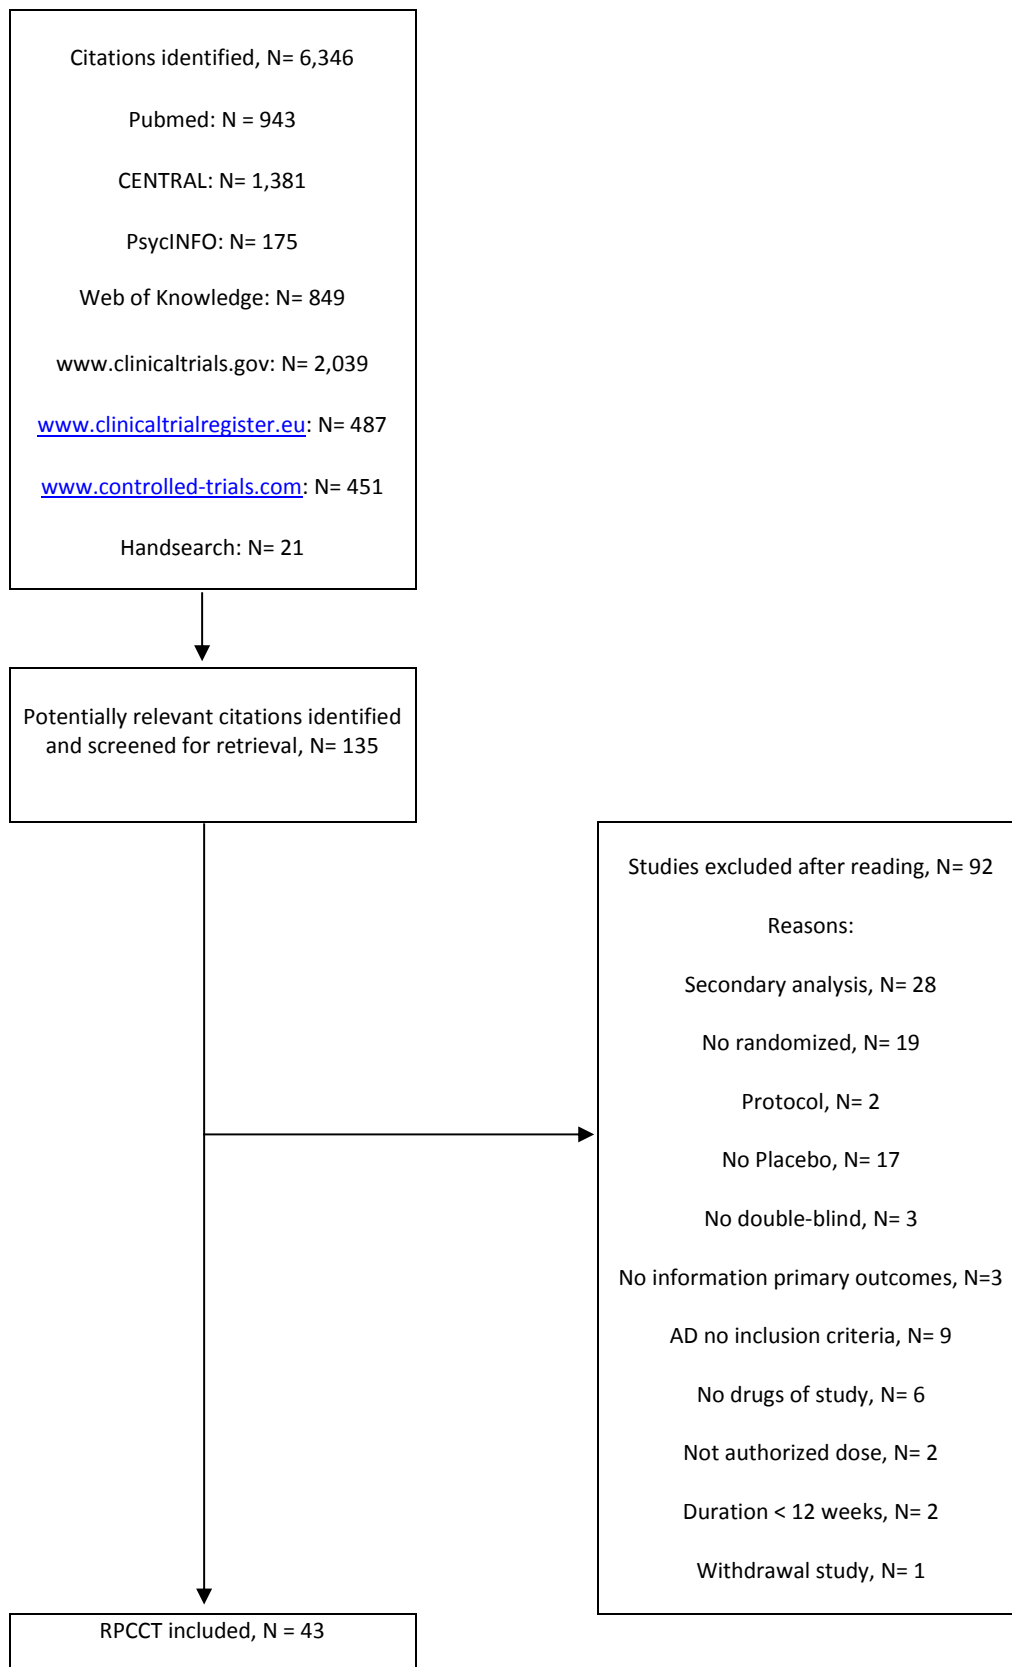 Citations identified, N= 6,346
Pubmed: N = 943
CENTRAL: N= 1,381
PsycINFO: N= 175
Web of Knowledge: N= 849
www.clinicaltrials.gov: N= 2,039
www.clinicaltrialregister.eu: N= 487
www.controlled-trials.com: N= 451
Handsearch: N= 21
Potentially relevant citations identified
and screened for retrieval, N= 135
Studies excluded after reading, N= 92
Reasons:
Secondary analysis, N= 28
No randomized, N= 19
Protocol, N= 2
No Placebo, N= 17
No double-blind, N= 3
No information primary outcomes, N=3
AD no inclusion criteria, N= 9
No drugs of study, N= 6
Not authorized dose, N= 2
Duration < 12 weeks, N= 2
Withdrawal study, N= 1
RPCCT included, N = 43